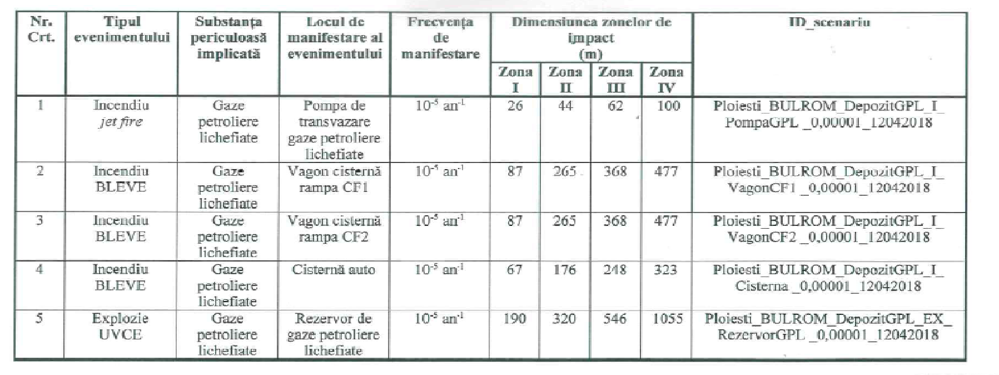 Nr. Crt.
Tipul evenimentului
Substanța periculoasă implicată
Locul de manifestare al evenimentului
Frecvența de manifestare
Dimensiunea zonelor de impact (m)
ID_scenariu
Zona I
Zona II
Zona III
Zona IV
1
Incendiu
jet fire
Gaze
petroliere
lichefiate
Pompa de
transvazare
gaze petroliere
lichefiate
10⁻⁵ an⁻¹
26
44
62
100
Ploiesti_BULROM_DepozitGPL_I_
PompaGPL _0,00001_12042018
2
Incendiu
BLEVE
Gaze
petroliere
lichefiate
Vagon cisternă
rampa CF1
10⁻⁵ an⁻¹
87
265
368
477
Ploiesti_BULROM_DepozitGPL_I_
VagonCF1 _0,00001_12042018
3
Incendiu
BLEVE
Gaze
petroliere
lichefiate
Vagon cisternă
rampa CF2
10⁻⁵ an⁻¹
87
265
368
477
Ploiesti_BULROM_DepozitGPL_I_
VagonCF2 _0,00001_12042018
4
Incendiu
BLEVE
Gaze
petroliere
lichefiate
Cisternă auto
10⁻⁵ an⁻¹
67
176
248
323
Ploiesti_BULROM_DepozitGPL_I_
Cisterna _0,00001_12042018
5
Explozie
UVCE
Gaze
petroliere
lichefiate
Rezervor de
gaze petroliere
lichefiate
10⁻⁵ an⁻¹
190
320
546
1055
Ploiesti_BULROM_DepozitGPL_EX_
RezervorGPL _0,00001_12042018